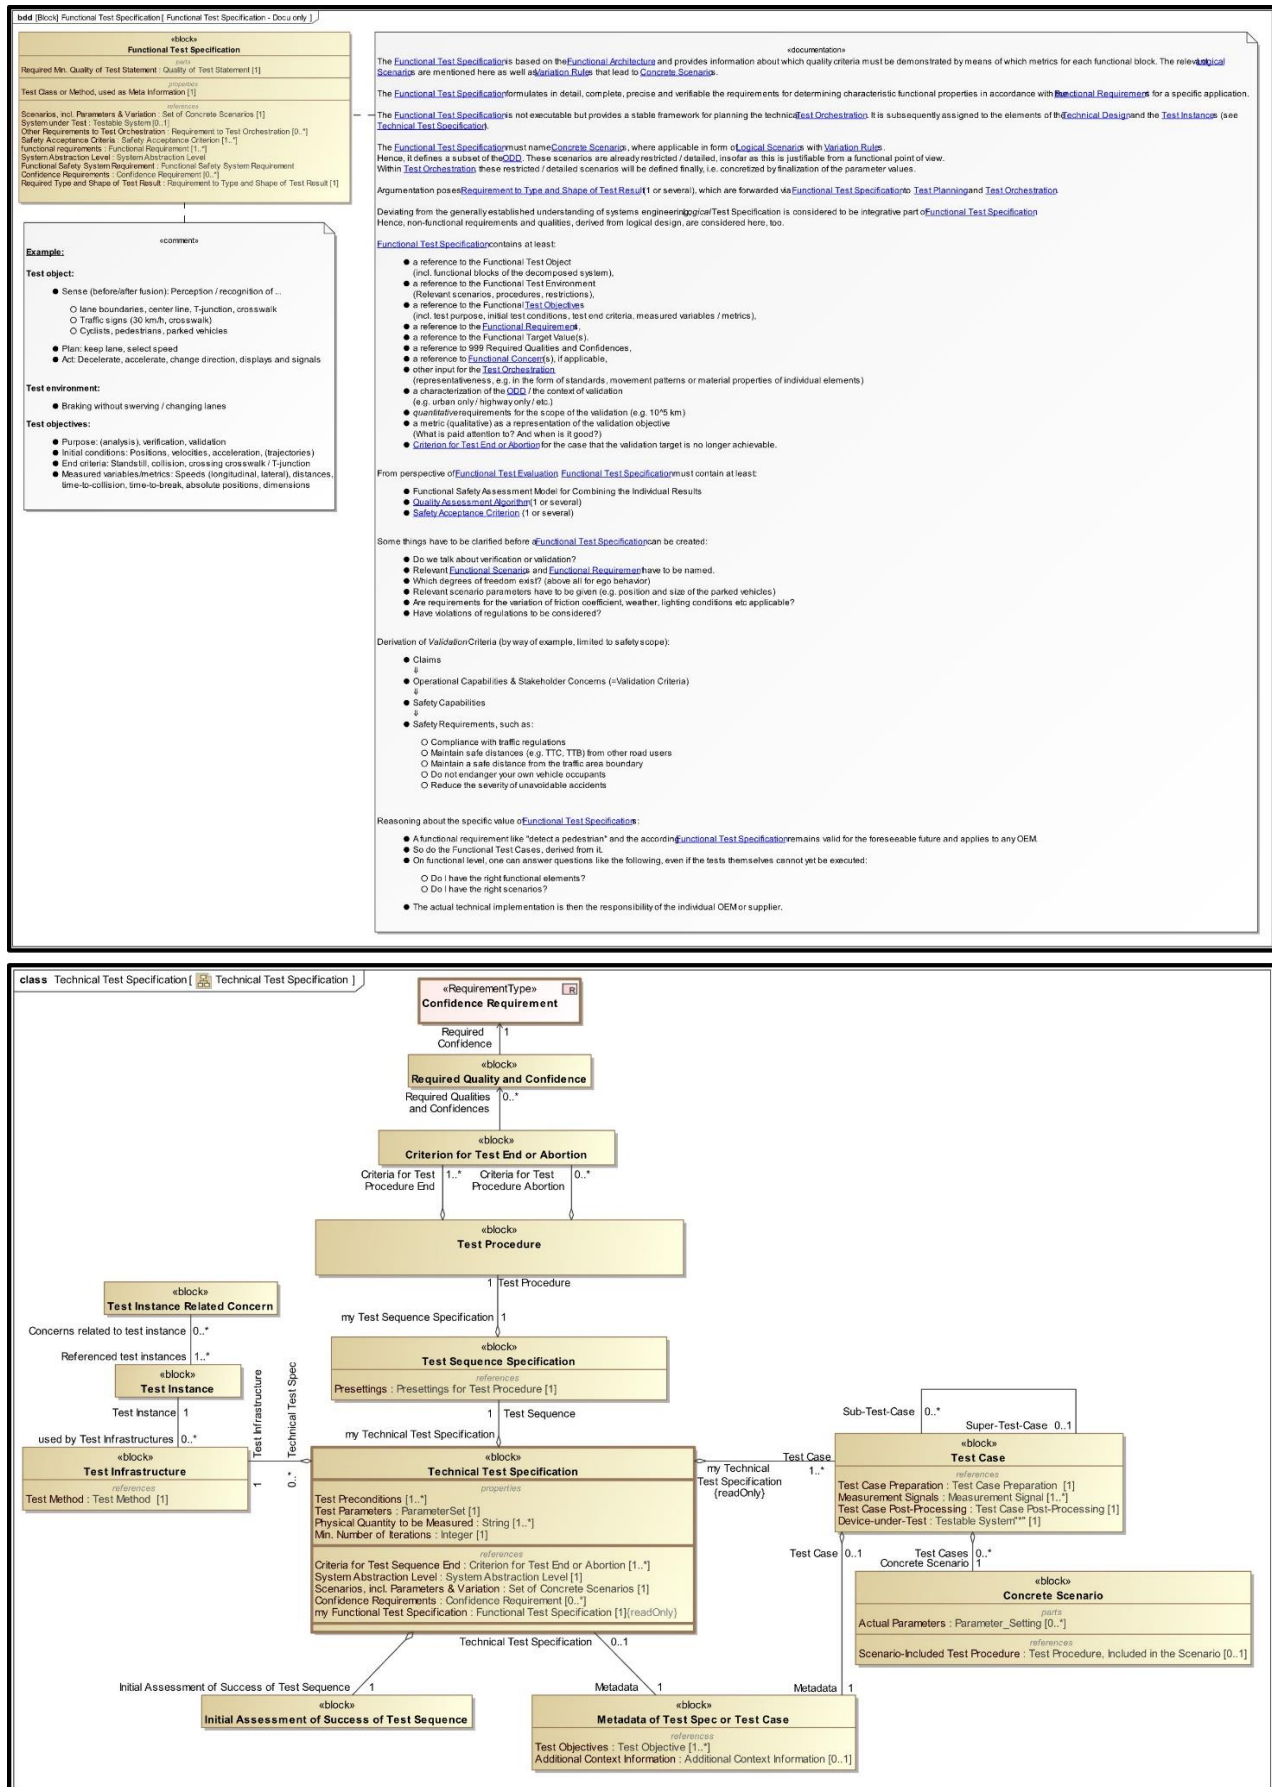 bdd [Block] Functional Test Specification [ Functional Test Specification - Docu only ]
«block»
Functional Test Specification
parts
Required Min. Quality of Test Statement : Quality of Test Statement [1]
properties
Test Class or Method, used as Meta Information [1]
references
Scenarios, incl. Parameters & Variation : Set of Concrete Scenarios [1]
System under Test : Testable System [0..1]
Other Requirements to Test Orchestration : Requirement to Test Orchestration [0..*]
Safety Acceptance Criteria : Safety Acceptance Criterion [1..*]
functional requirements : Functional Requirement [1..*]
System Abstraction Level : System Abstraction Level
Functional Safety System Requirement : Functional Safety System Requirement
Confidence Requirements : Confidence Requirement [0..*]
Required Type and Shape of Test Result : Requirement to Type and Shape of Test Result [1]
«comment»
Example:
Test object:
● Sense (before/after fusion): Perception / recognition of ...
○ lane boundaries, center line, T-junction, crosswalk
○ Traffic signs (30 km/h, crosswalk)
○ Cyclists, pedestrians, parked vehicles
● Plan: keep lane, select speed
● Act: Decelerate, accelerate, change direction, displays and signals
Test environment:
● Braking without swerving / changing lanes
Test objectives:
● Purpose: (analysis), verification, validation
● Initial conditions: Positions, velocities, acceleration, (trajectories)
● End criteria: Standstill, collision, crossing crosswalk / T-junction
● Measured variables/metrics: Speeds (longitudinal, lateral), distances,
time-to-collision, time-to-break, absolute positions, dimensions
«documentation»
The Functional Test Specification is based on the Functional Architecture and provides information about which quality criteria must be demonstrated by means of which metrics for each functional block. The relevant Logical
Scenarios are mentioned here as well as Variation Rules that lead to Concrete Scenarios.
The Functional Test Specification formulates in detail, complete, precise and verifiable the requirements for determining characteristic functional properties in accordance with the Functional Requirements for a specific application.
The Functional Test Specification is not executable but provides a stable framework for planning the technical Test Orchestration. It is subsequently assigned to the elements of the Technical Design and the Test Instances (see
Technical Test Specification).
The Functional Test Specification must name Concrete Scenarios, where applicable in form of Logical Scenarios with Variation Rules.
Hence, it defines a subset of the ODD. These scenarios are already restricted / detailed, insofar as this is justifiable from a functional point of view.
Within Test Orchestration, these restricted / detailed scenarios will be defined finally, i.e. concretized by finalization of the parameter values.
Argumentation poses Requirement to Type and Shape of Test Result (1 or several), which are forwarded via Functional Test Specification to Test Planning and Test Orchestration.
Deviating from the generally established understanding of systems engineering, logical Test Specification is considered to be integrative part of Functional Test Specification
Hence, non-functional requirements and qualities, derived from logical design, are considered here, too.
Functional Test Specification contains at least:
● a reference to the Functional Test Object
(incl. functional blocks of the decomposed system),
● a reference to the Functional Test Environment
(Relevant scenarios, procedures, restrictions),
● a reference to the Functional Test Objectives
(incl. test purpose, initial test conditions, test end criteria, measured variables / metrics),
● a reference to the Functional Requirements,
● a reference to the Functional Target Value(s),
● a reference to 999 Required Qualities and Confidences,
● a reference to Functional Concern(s), if applicable,
● other input for the Test Orchestration
(representativeness, e.g. in the form of standards, movement patterns or material properties of individual elements)
● a characterization of the ODD / the context of validation
(e.g. urban only / highway only / etc.)
● quantitative requirements for the scope of the validation (e.g. 10^5 km)
● a metric (qualitative) as a representation of the validation objective
(What is paid attention to? And when is it good?)
● Criterion for Test End or Abortion for the case that the validation target is no longer achievable.
From perspective of Functional Test Evaluation, Functional Test Specification must contain at least:
● Functional Safety Assessment Model for Combining the Individual Results
● Quality Assessment Algorithm (1 or several)
● Safety Acceptance Criterion (1 or several)
Some things have to be clarified before a Functional Test Specification can be created:
● Do we talk about verification or validation?
● Relevant Functional Scenarios and Functional Requirement have to be named.
● Which degrees of freedom exist? (above all for ego behavior)
● Relevant scenario parameters have to be given (e.g. position and size of the parked vehicles)
● Are requirements for the variation of friction coefficient, weather, lighting conditions etc applicable?
● Have violations of regulations to be considered?
Derivation of Validation Criteria (by way of example, limited to safety scope):
● Claims
⇓
● Operational Capabilities & Stakeholder Concerns (=Validation Criteria)
⇓
● Safety Capabilities
⇓
● Safety Requirements, such as:
○ Compliance with traffic regulations
○ Maintain safe distances (e.g. TTC, TTB) from other road users
○ Maintain a safe distance from the traffic area boundary
○ Do not endanger your own vehicle occupants
○ Reduce the severity of unavoidable accidents
Reasoning about the specific value of Functional Test Specifications:
● A functional requirement like "detect a pedestrian" and the according Functional Test Specification remains valid for the foreseeable future and applies to any OEM.
● So do the Functional Test Cases, derived from it.
● On functional level, one can answer questions like the following, even if the tests themselves cannot yet be executed:
○ Do I have the right functional elements?
○ Do I have the right scenarios?
● The actual technical implementation is then the responsibility of the individual OEM or supplier.
class Technical Test Specification [ Technical Test Specification ]
«RequirementType» R
Confidence Requirement
Required 1
Confidence
«block»
Required Quality and Confidence
Required Qualities 0..*
and Confidences
«block»
Criterion for Test End or Abortion
Criteria for Test 1..* Criteria for Test 0..*
Procedure End Procedure Abortion
«block»
Test Procedure
1 Test Procedure
my Test Sequence Specification 1
«block»
Test Sequence Specification
references
Presettings : Presettings for Test Procedure [1]
1 Test Sequence
my Technical Test Specification
«block»
Test Instance Related Concern
Concerns related to test instance 0..*
Referenced test instances 1..*
«block»
Test Instance
Test Instance 1
used by Test Infrastructures 0..*
«block»
Test Infrastructure
references
Test Method : Test Method [1]
Test Infrastructure
1
Technical Test Spec
0..*
«block»
Technical Test Specification
properties
Test Preconditions [1..*]
Test Parameters : ParameterSet [1]
Physical Quantity to be Measured : String [1..*]
Min. Number of Iterations : Integer [1]
references
Criteria for Test Sequence End : Criterion for Test End or Abortion [1..*]
System Abstraction Level : System Abstraction Level [1]
Scenarios, incl. Parameters & Variation : Set of Concrete Scenarios [1]
Confidence Requirements : Confidence Requirement [0..*]
my Functional Test Specification : Functional Test Specification [1]{readOnly}
Test Case
my Technical 1..*
Test Specification
{readOnly}
Sub-Test-Case 0..*
Super-Test-Case 0..1
«block»
Test Case
references
Test Case Preparation : Test Case Preparation [1]
Measurement Signals : Measurement Signal [1..*]
Test Case Post-Processing : Test Case Post-Processing [1]
Device-under-Test : Testable System"*" [1]
Test Case 0..1
Test Cases 0..*
Concrete Scenario 1
«block»
Concrete Scenario
parts
Actual Parameters : Parameter_Setting [0..*]
references
Scenario-Included Test Procedure : Test Procedure, Included in the Scenario [0..1]
Technical Test Specification 0..1
Initial Assessment of Success of Test Sequence 1
«block»
Initial Assessment of Success of Test Sequence
Metadata 1
Metadata 1
«block»
Metadata of Test Spec or Test Case
references
Test Objectives : Test Objective [1..*]
Additional Context Information : Additional Context Information [0..1]